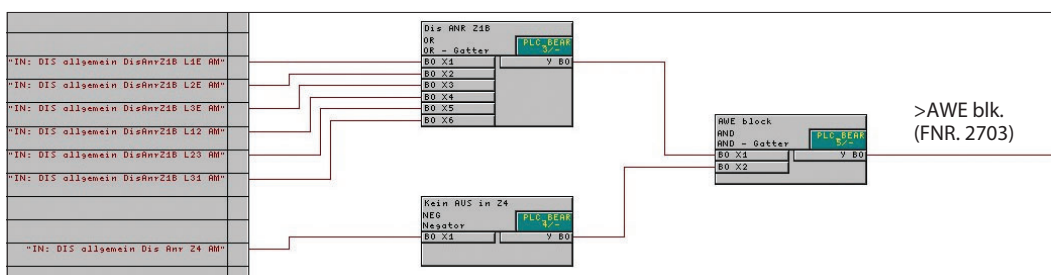 "IN: DIS allgemein DisAnrZ1B L1E AM"
"IN: DIS allgemein DisAnrZ1B L2E AM"
"IN: DIS allgemein DisAnrZ1B L3E AM"
"IN: DIS allgemein DisAnrZ1B L12 AM"
"IN: DIS allgemein DisAnrZ1B L23 AM"
"IN: DIS allgemein DisAnrZ1B L31 AM"
"IN: DIS allgemein Dis Anr Z4 AM"
Dis ANR Z1B
OR
OR - Gatter
PLC_BEAR
3/-
BO X1
Y BO
BO X2
BO X3
BO X4
BO X5
BO X6
Kein AUS in Z4
NEG
Negator
PLC_BEAR
4/-
BO X1
Y BO
AWE block
AND
AND - Gatter
PLC_BEAR
5/-
BO X1
Y BO
BO X2
>AWE blk.
(FNR. 2703)